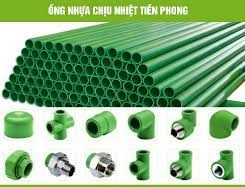 ỐNG NHỰA CHỊU NHIỆT TIỀN PHONG